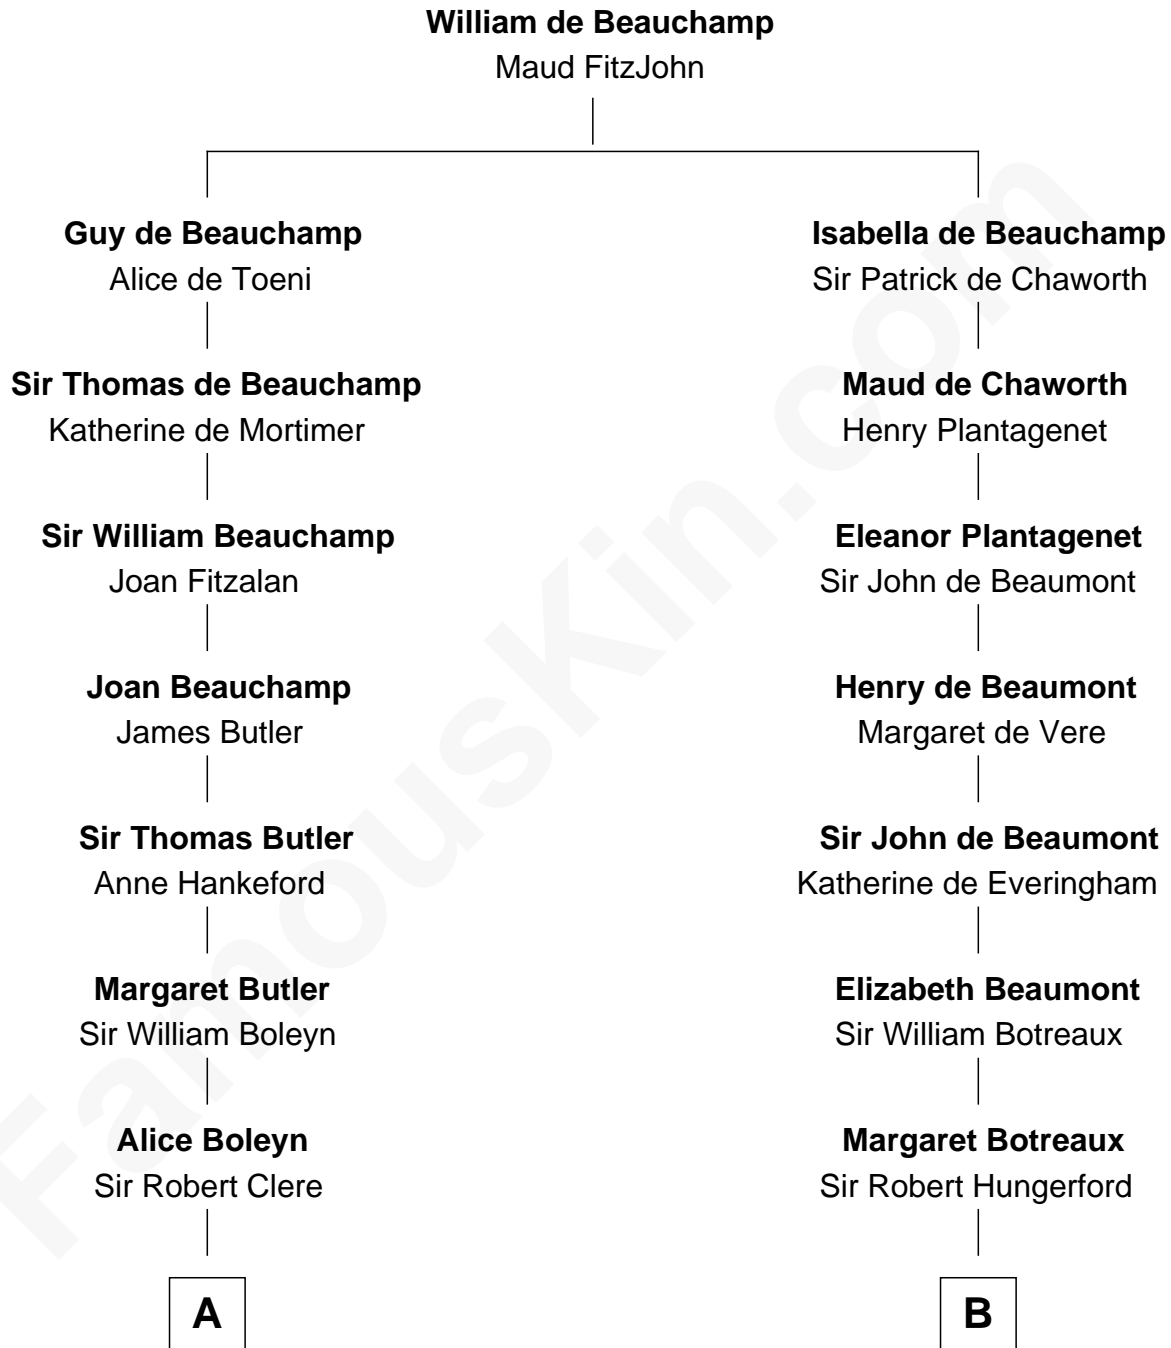 William de Beauchamp
Maud FitzJohn
Guy de Beauchamp
Alice de Toeni
Sir Thomas de Beauchamp
Katherine de Mortimer
Sir William Beauchamp
Joan Fitzalan
Joan Beauchamp
James Butler
Sir Thomas Butler
Anne Hankeford
Margaret Butler
Sir William Boleyn
Alice Boleyn
Sir Robert Clere
A
Isabella de Beauchamp
Sir Patrick de Chaworth
Maud de Chaworth
Henry Plantagenet
Eleanor Plantagenet
Sir John de Beaumont
Henry de Beaumont
Margaret de Vere
Sir John de Beaumont
Katherine de Everingham
Elizabeth Beaumont
Sir William Botreaux
Margaret Botreaux
Sir Robert Hungerford
B
FamousKin.com